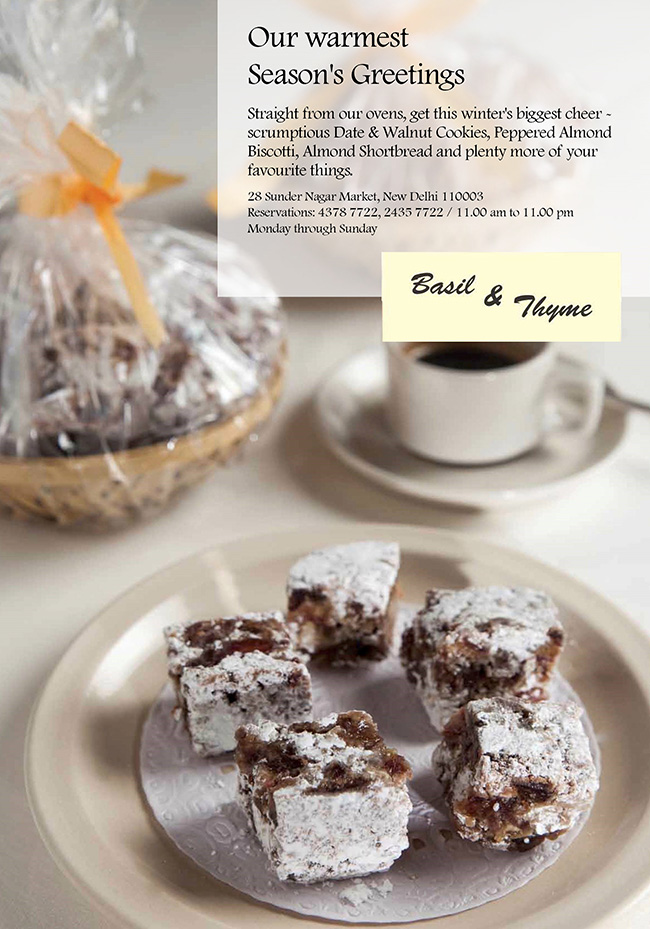 Our warmest
Season's Greetings
Straight from our ovens, get this winter's biggest cheer ~
scrumptious Date & Walnut Cookies, Peppered Almond
Biscotti, Almond Shortbread and plenty more of your
favourite things.
28 Sunder Nagar Market, New Delhi 110003
Reservations: 4378 7722, 2435 7722 / 11.00 am to 11.00 pm
Monday through Sunday
Basil & Thyme